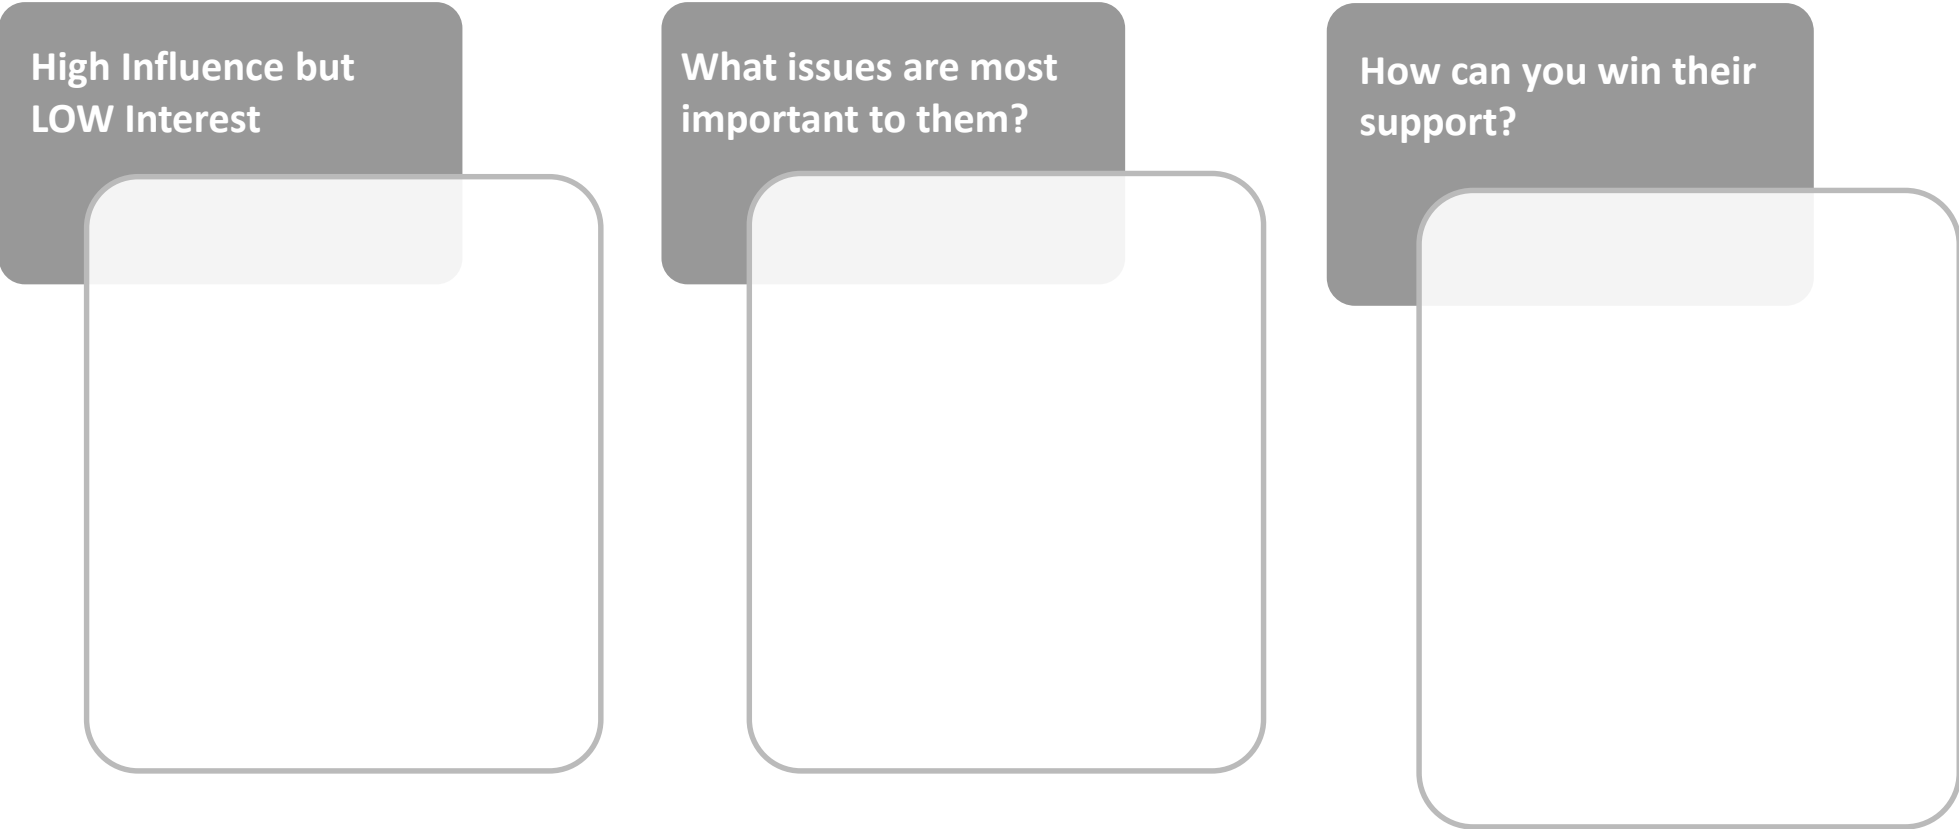 High Influence but
LOW Interest
What issues are most
important to them?
How can you win their
support?